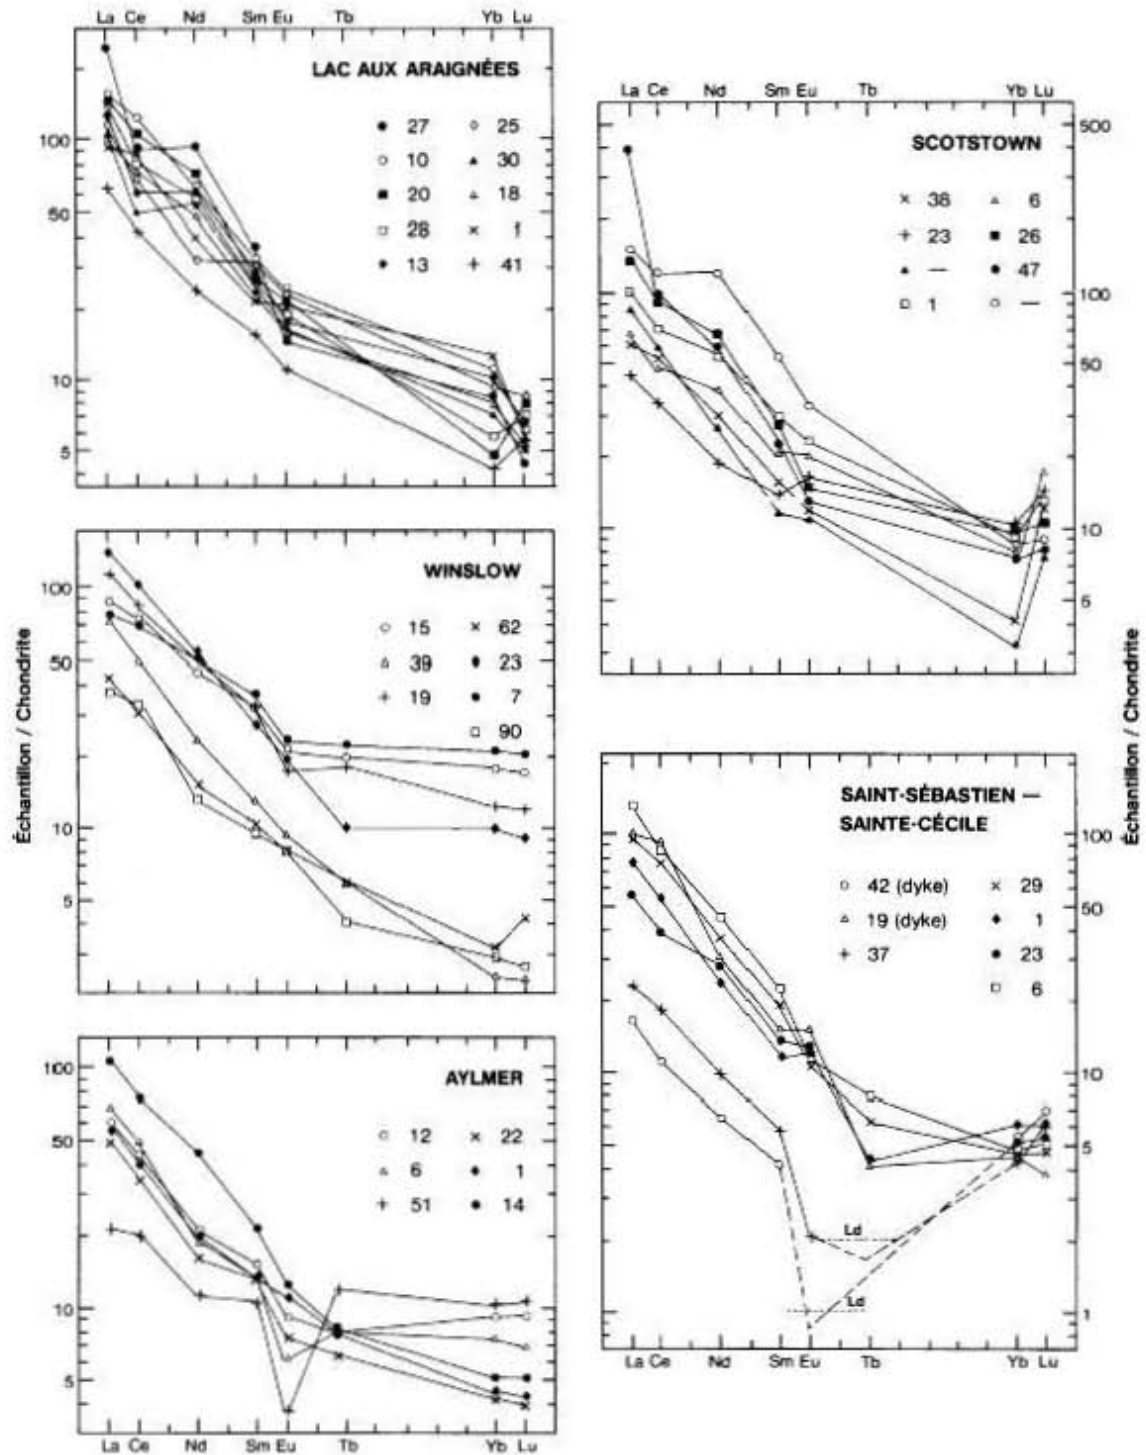 La Ce Nd Sm Eu Tb Yb Lu
LAC AUX ARAIGNÉES
27 25
10 30
20 18
28 1
13 41
100
50
10
5
WINSLOW
15 62
39 23
19 7
90
100
50
10
5
Échantillon / Chondrite
AYLMER
12 22
6 1
51 14
100
50
10
5
La Ce Nd Sm Eu Tb Yb Lu
La Ce Nd Sm Eu Tb Yb Lu
SCOTSTOWN
38 6
23 26
— 47
1 —
500
100
50
10
5
Échantillon / Chondrite
SAINT-SÉBASTIEN —
SAINTE-CÉCILE
42 (dyke) 29
19 (dyke) 1
37 23
6
100
50
10
5
1
Ld
Ld
La Ce Nd Sm Eu Tb Yb Lu